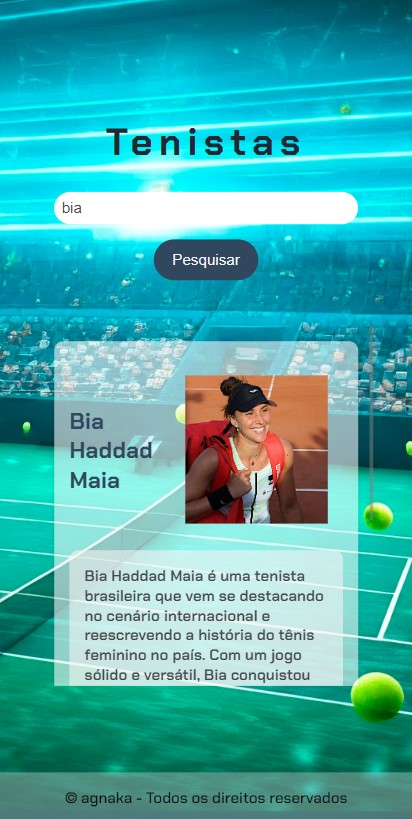 Tenistas
bia
Pesquisar
Bia
Haddad
Maia
Bia Haddad Maia é uma tenista
brasileira que vem se destacando
no cenário internacional e
reescrevendo a história do tênis
feminino no país. Com um jogo
sólido e versátil, Bia conquistou
© agnaka - Todos os direitos reservados